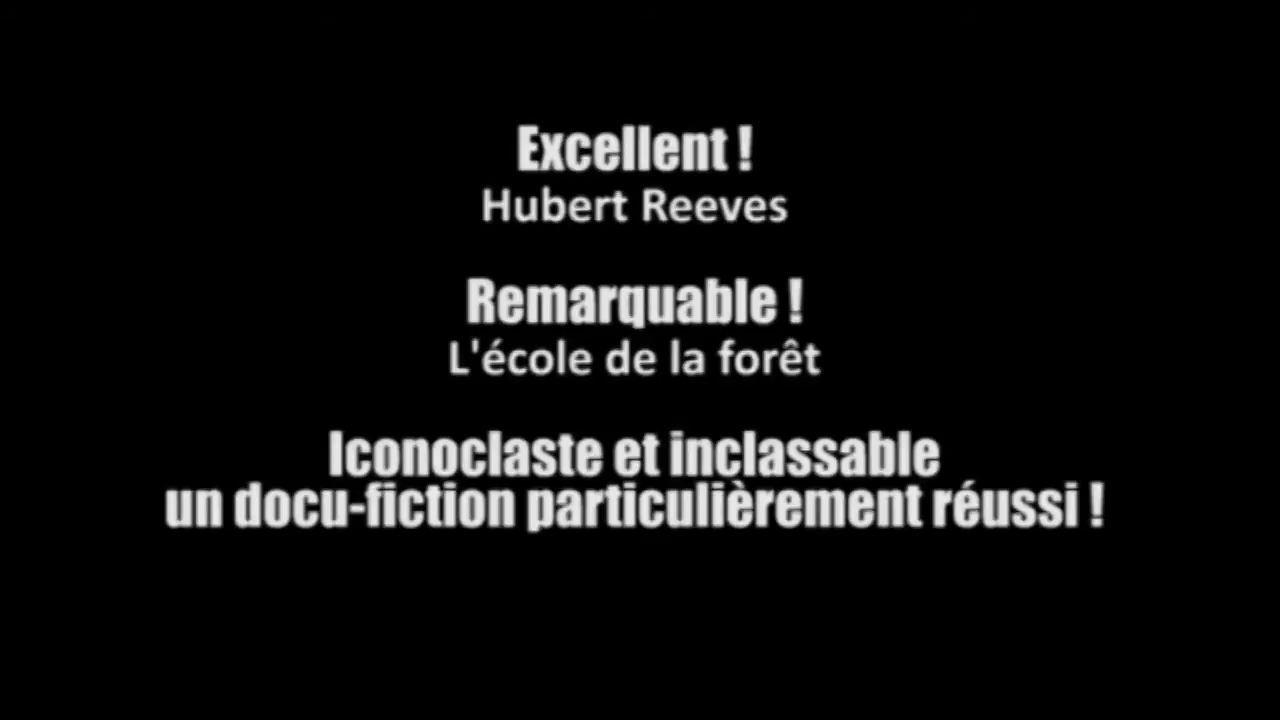 Excellent !
Hubert Reeves
Remarquable !
L'école de la forêt
Iconoclaste et inclassable
un docu-fiction particulièrement réussi !